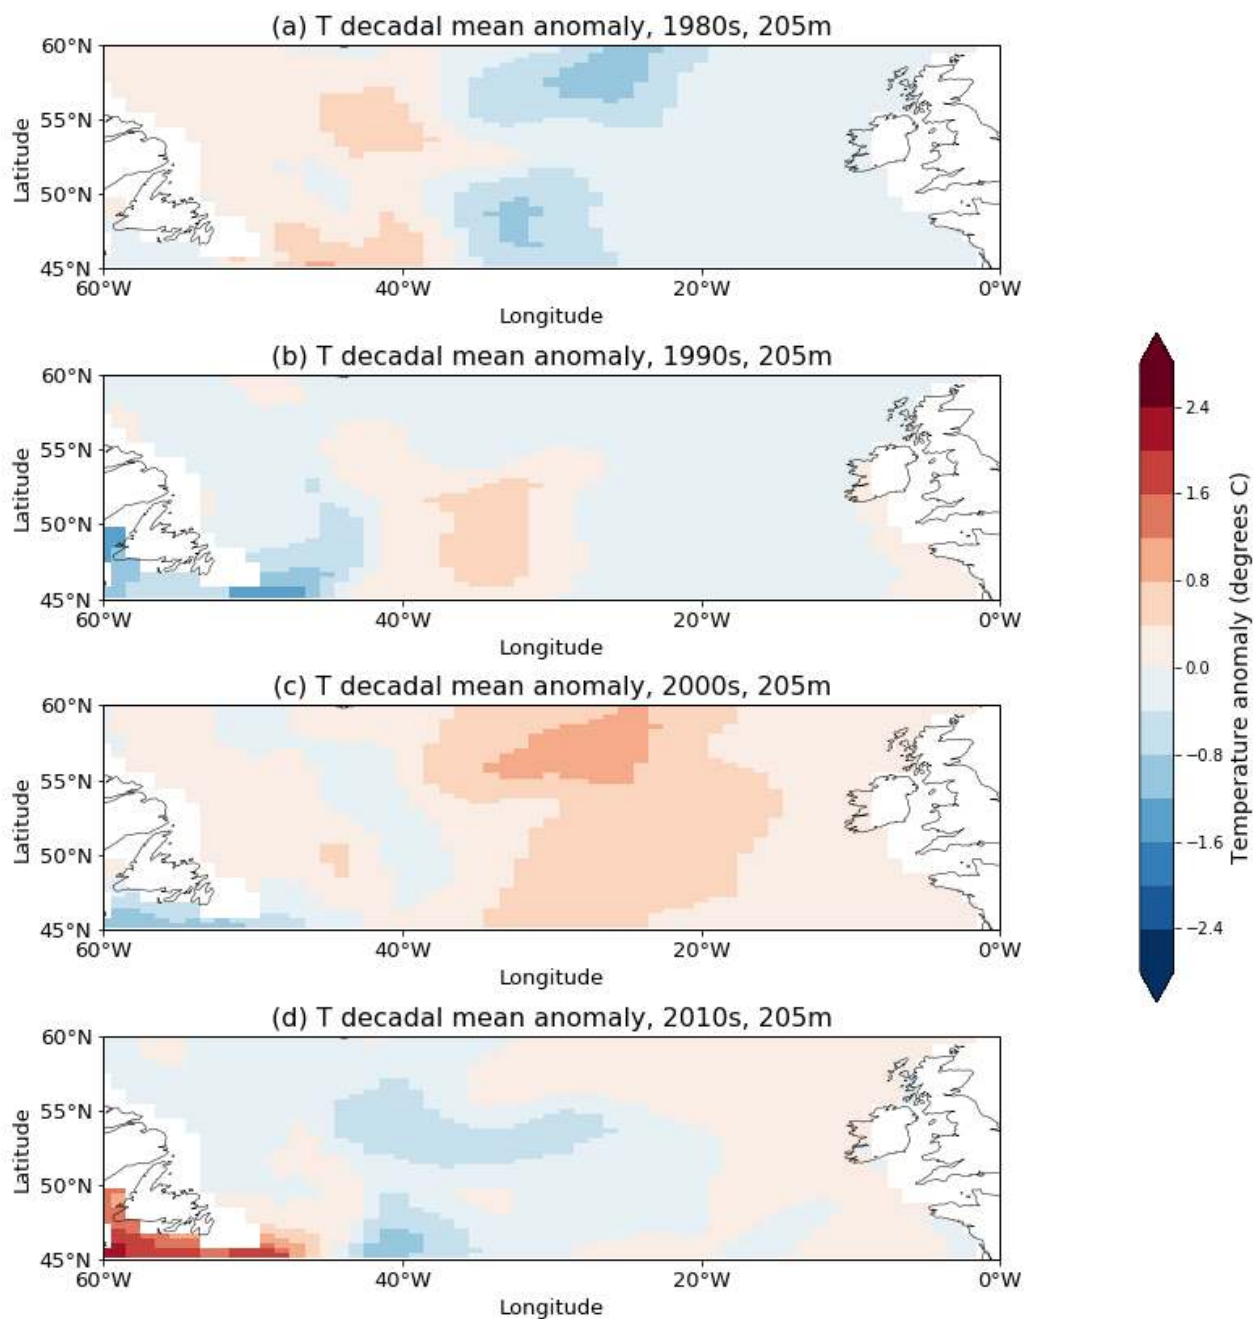 (a) T decadal mean anomaly, 1980s, 205m
60°N
55°N
50°N
45°N
Latitude
60°W 40°W 20°W 0°W
Longitude
(b) T decadal mean anomaly, 1990s, 205m
60°N
55°N
50°N
45°N
Latitude
60°W 40°W 20°W 0°W
Longitude
(c) T decadal mean anomaly, 2000s, 205m
60°N
55°N
50°N
45°N
Latitude
60°W 40°W 20°W 0°W
Longitude
(d) T decadal mean anomaly, 2010s, 205m
60°N
55°N
50°N
45°N
Latitude
60°W 40°W 20°W 0°W
Longitude
2.4
1.6
0.8
0.0
−0.8
−1.6
−2.4
Temperature anomaly (degrees C)